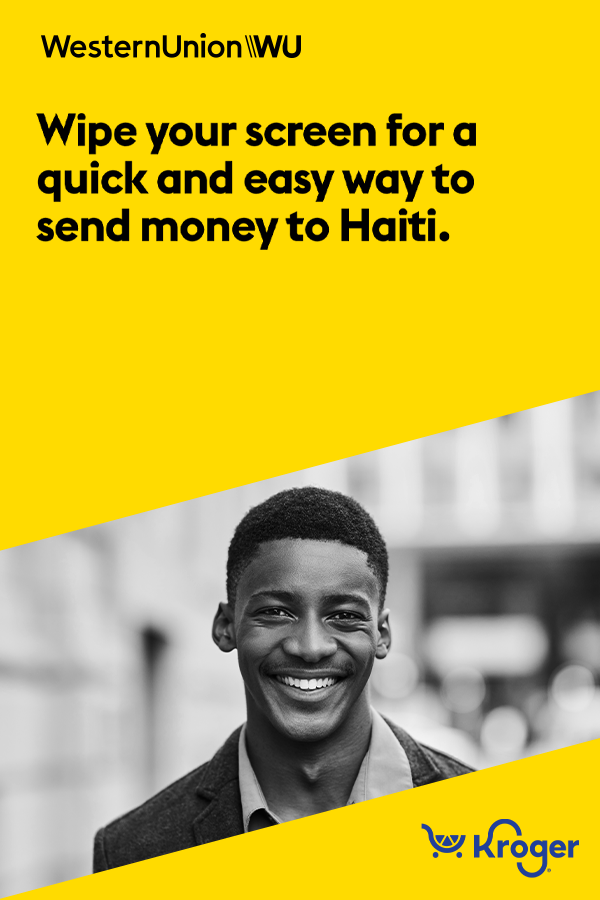 WesternUnion\\WU
Wipe your screen for a
quick and easy way to
send money to Haiti.
Kroger